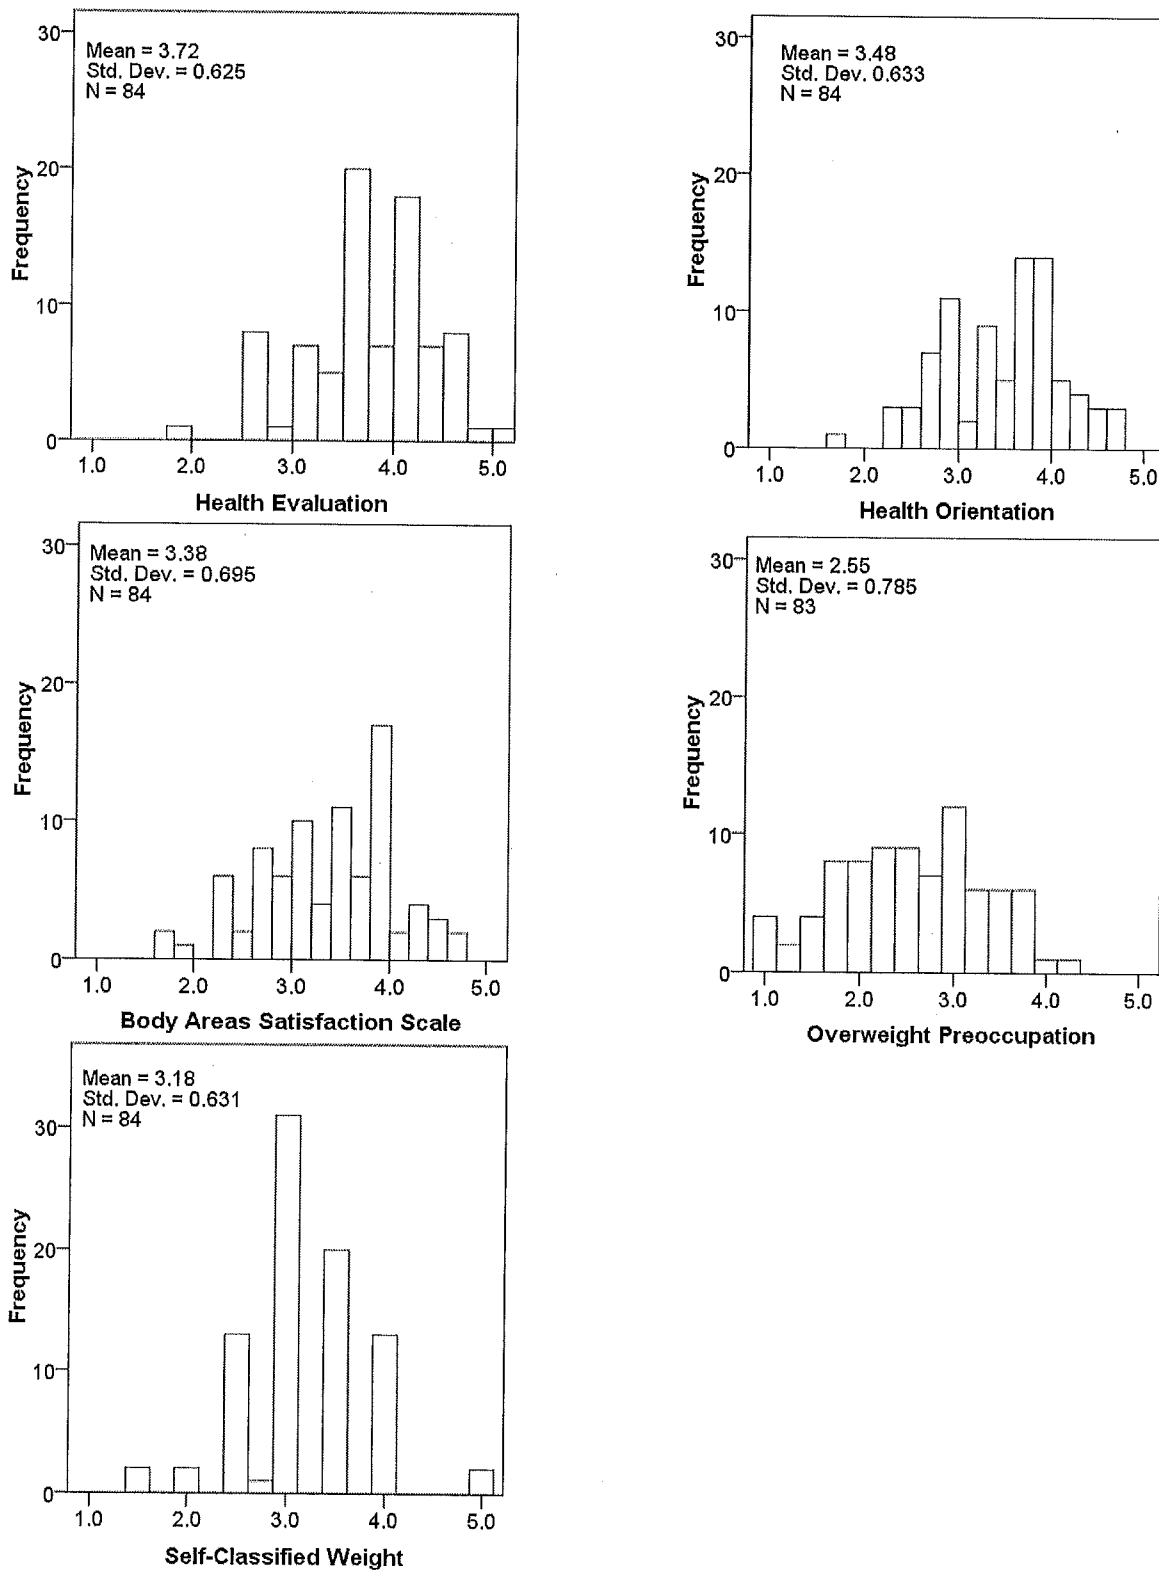 30
Mean = 3.72
Std. Dev. = 0.625
N = 84
20
10
0
Frequency
1.0 2.0 3.0 4.0 5.0
Health Evaluation
30
Mean = 3.48
Std. Dev. 0.633
N = 84
20
10
0
Frequency
1.0 2.0 3.0 4.0 5.0
Health Orientation
30
Mean = 3.38
Std. Dev. = 0.695
N = 84
20
10
0
Frequency
1.0 2.0 3.0 4.0 5.0
Body Areas Satisfaction Scale
30
Mean = 2.55
Std. Dev. = 0.785
N = 83
20
10
0
Frequency
1.0 2.0 3.0 4.0 5.0
Overweight Preoccupation
Mean = 3.18
Std. Dev. = 0.631
N = 84
30
20
10
0
Frequency
1.0 2.0 3.0 4.0 5.0
Self-Classified Weight